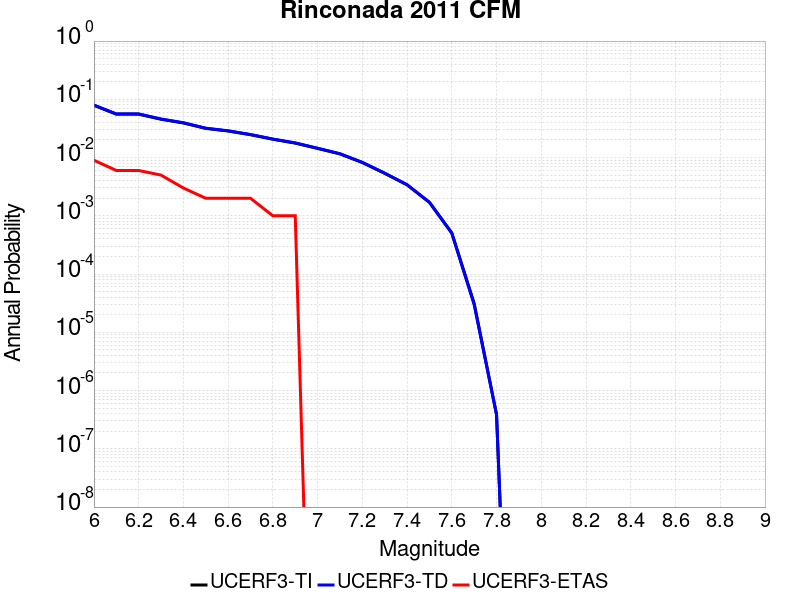 Rinconada 2011 CFM
10^0
10^-1
10^-2
10^-3
10^-4
10^-5
10^-6
10^-7
10^-8
Annual Probability
6 6.2 6.4 6.6 6.8 7 7.2 7.4 7.6 7.8 8 8.2 8.4 8.6 8.8 9
Magnitude
UCERF3-TI UCERF3-TD UCERF3-ETAS